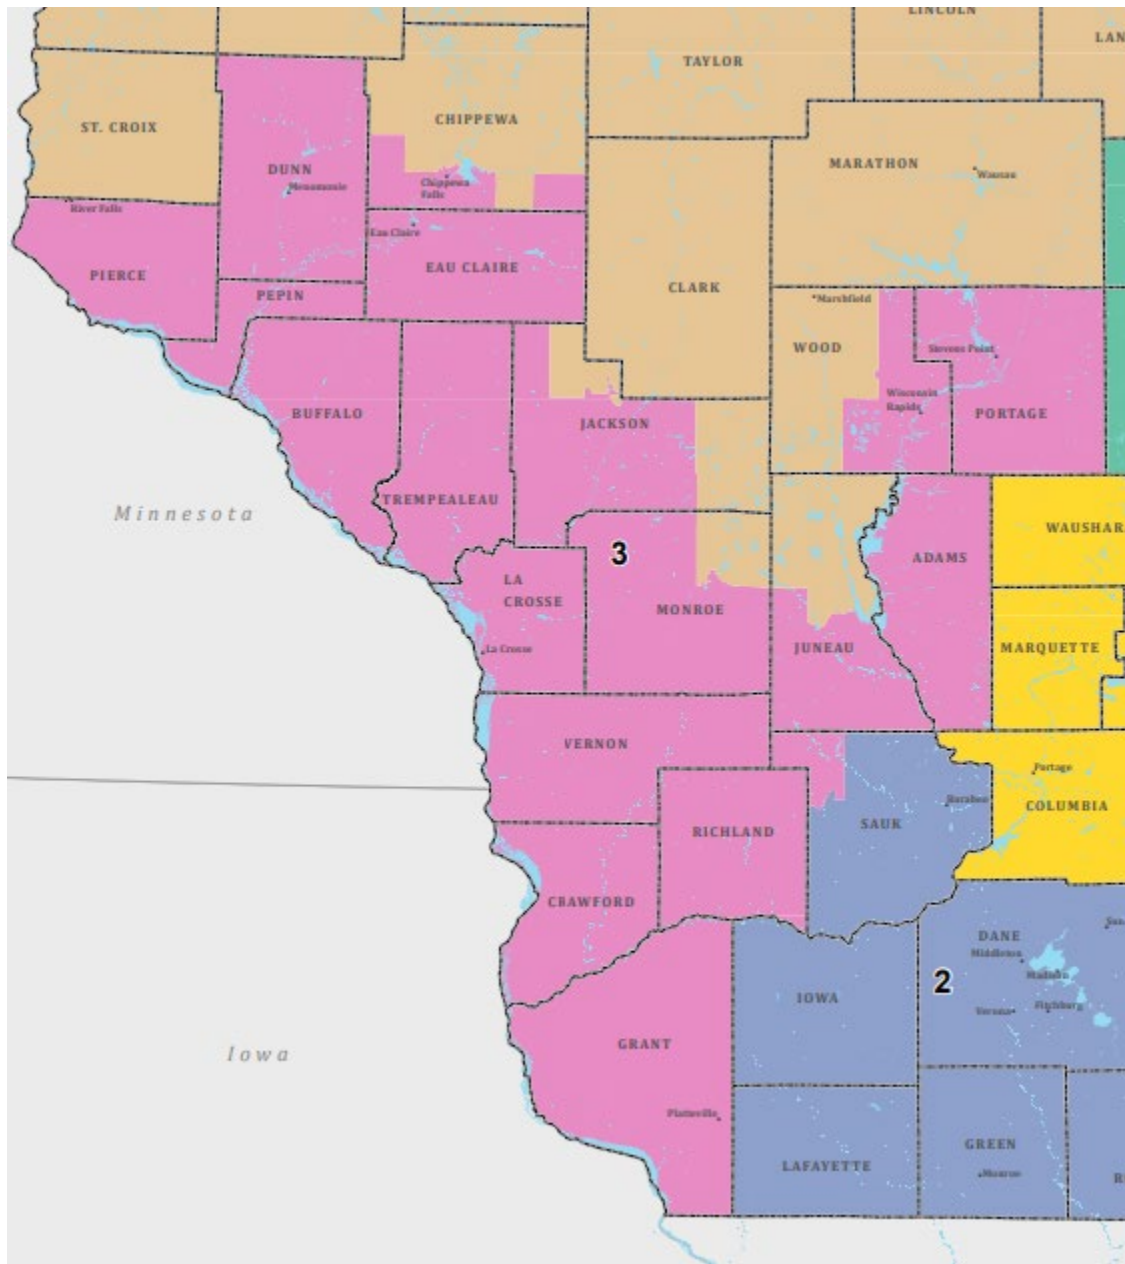 LINCOLN
LAN
TAYLOR
ST. CROIX
CHIPPEWA
MARATHON
DUNN
Menomonie
Chippewa
Falls
Wausau
River Falls
Eau Claire
PIERCE
EAU CLAIRE
PEPIN
CLARK
Marshfield
WOOD
Stevens Point
Wisconsin
Rapids
BUFFALO
JACKSON
PORTAGE
TREMPEALEAU
Minnesota
WAUSHAR
3
ADAMS
LA
CROSSE
MONROE
La Crosse
JUNEAU
MARQUETTE
VERNON
Portage
Baraboo
COLUMBIA
SAUK
RICHLAND
CRAWFORD
DANE
Middleton
Madison
2
IOWA
Verona
Fitchburg
Iowa
GRANT
Platteville
GREEN
LAFAYETTE
Monroe